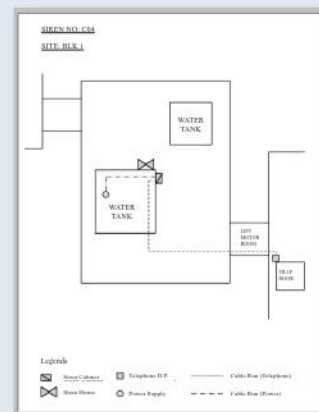 SIREN NO: C04
SITE: BLK 1
WATER
TANK
WATER
TANK
LIFT
MOTOR
ROOM
TRAP
DOOR
Legends
Siren Cabinet
Telephone D.P.
Cable Run (Telephone)
Siren Horns
Power Supply
Cable Run (Power)